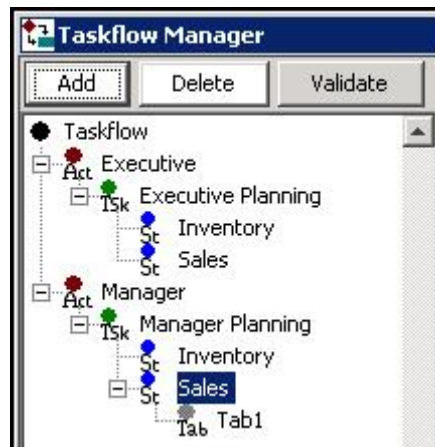 Taskflow Manager
Add Delete Validate
Taskflow
Act Executive
Tsk Executive Planning
St Inventory
St Sales
Act Manager
Tsk Manager Planning
St Inventory
St Sales
Tab Tab1